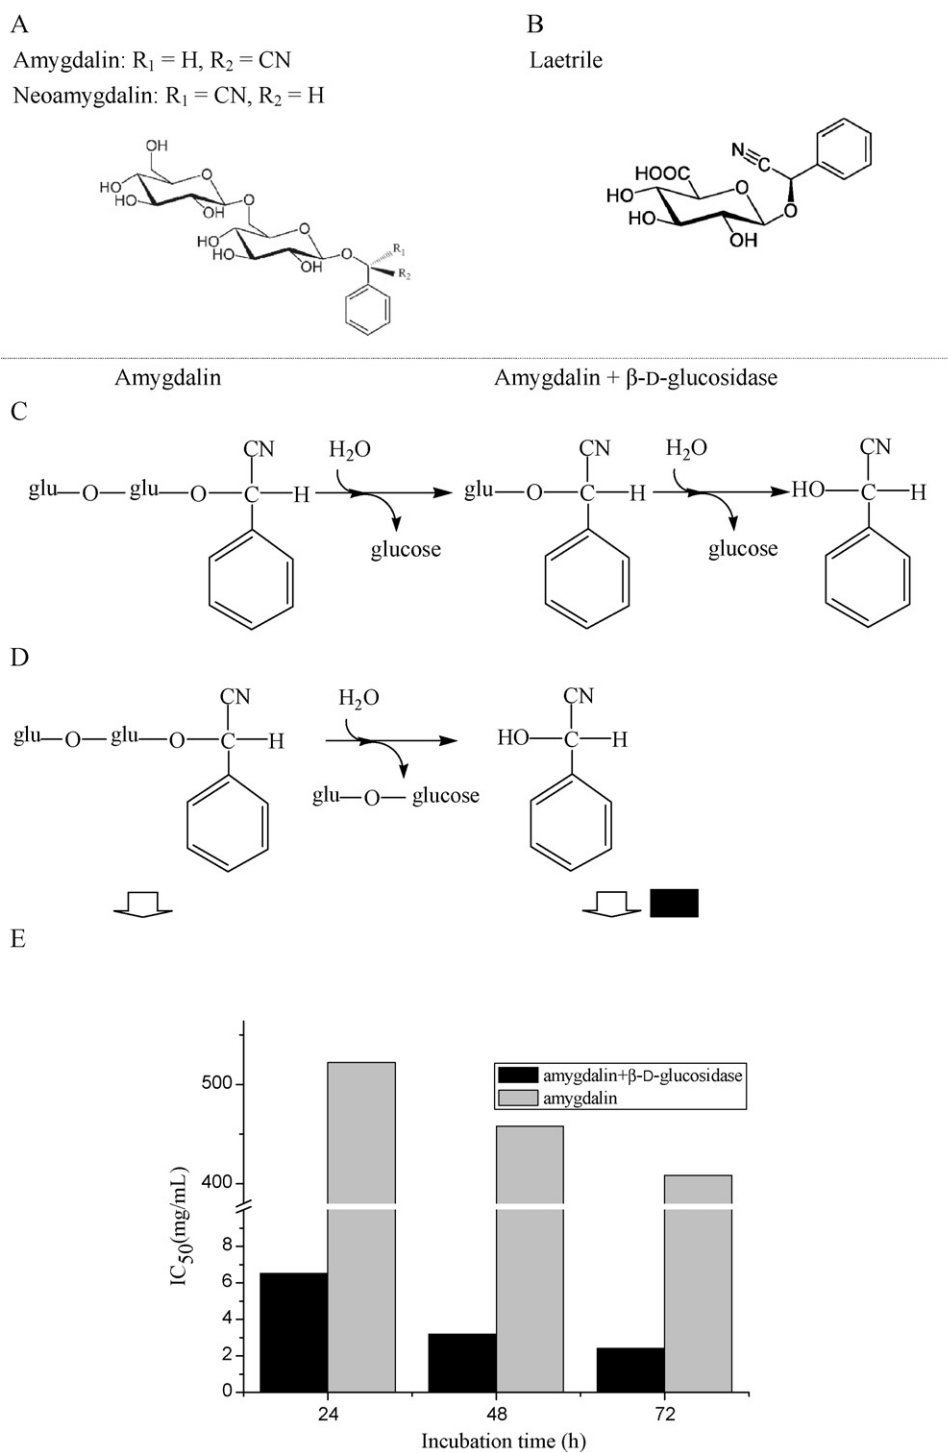 A
B
Amygdalin: R₁ = H, R₂ = CN
Laetrile
Neoamygdalin: R₁ = CN, R₂ = H
OH
HO
HO
OH
O
O
HO
HO
OH
O
O
R₁
R₂
HOOC
HO
HO
OH
O
O
N
C
Amygdalin
Amygdalin + β-D-glucosidase
C
CN
H₂O
CN
H₂O
CN
glu—O—glu—O—C—H
glu—O—C—H
HO—C—H
glucose
glucose
D
CN
H₂O
CN
glu—O—glu—O—C—H
HO—C—H
glu—O—glucose
E
amygdalin+β-D-glucosidase
amygdalin
IC₅₀(mg/mL)
500
400
8
6
4
2
0
24 48 72
Incubation time (h)